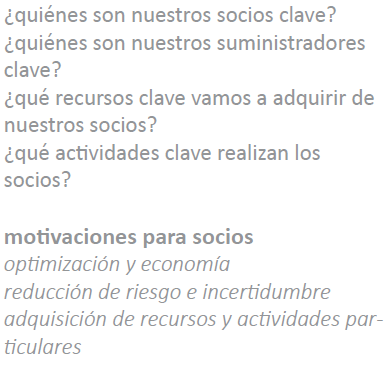 ¿quiénes son nuestros socios clave?
¿quiénes son nuestros suministradores
clave?
¿qué recursos clave vamos a adquirir de
nuestros socios?
¿qué actividades clave realizan los
socios?
motivaciones para socios
optimización y economía
reducción de riesgo e incertidumbre
adquisición de recursos y actividades par-
ticulares